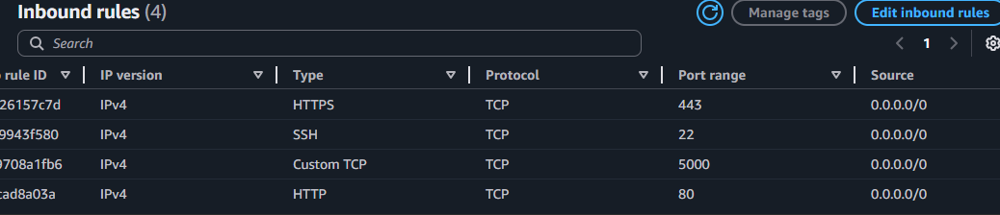 Inbound rules (4) Manage tags Edit inbound rules
Search 1
rule ID IP version Type Protocol Port range Source
26157c7d IPv4 HTTPS TCP 443 0.0.0.0/0
9943f580 IPv4 SSH TCP 22 0.0.0.0/0
9708a1fb6 IPv4 Custom TCP TCP 5000 0.0.0.0/0
cad8a03a IPv4 HTTP TCP 80 0.0.0.0/0